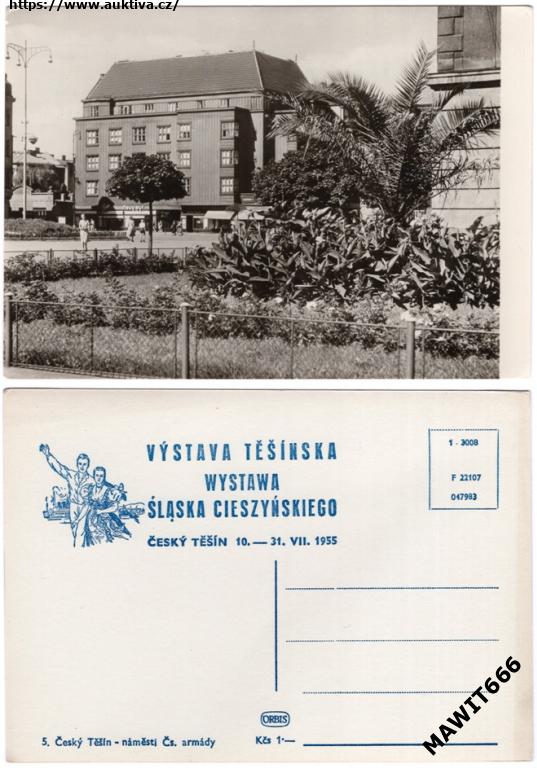 https://www.auktiva.cz/
VÝSTAVA TĚŠÍNSKA
WYSTAWA
ŚLĄSKA CIESZYŃSKIEGO
ČESKÝ TĚŠÍN 10. — 31. VII. 1955
1 - 3008
F 22107
047983
ORBIS
5. Český Těšín - náměstí Čs. armády
Kčs 1·—
MAWIT666